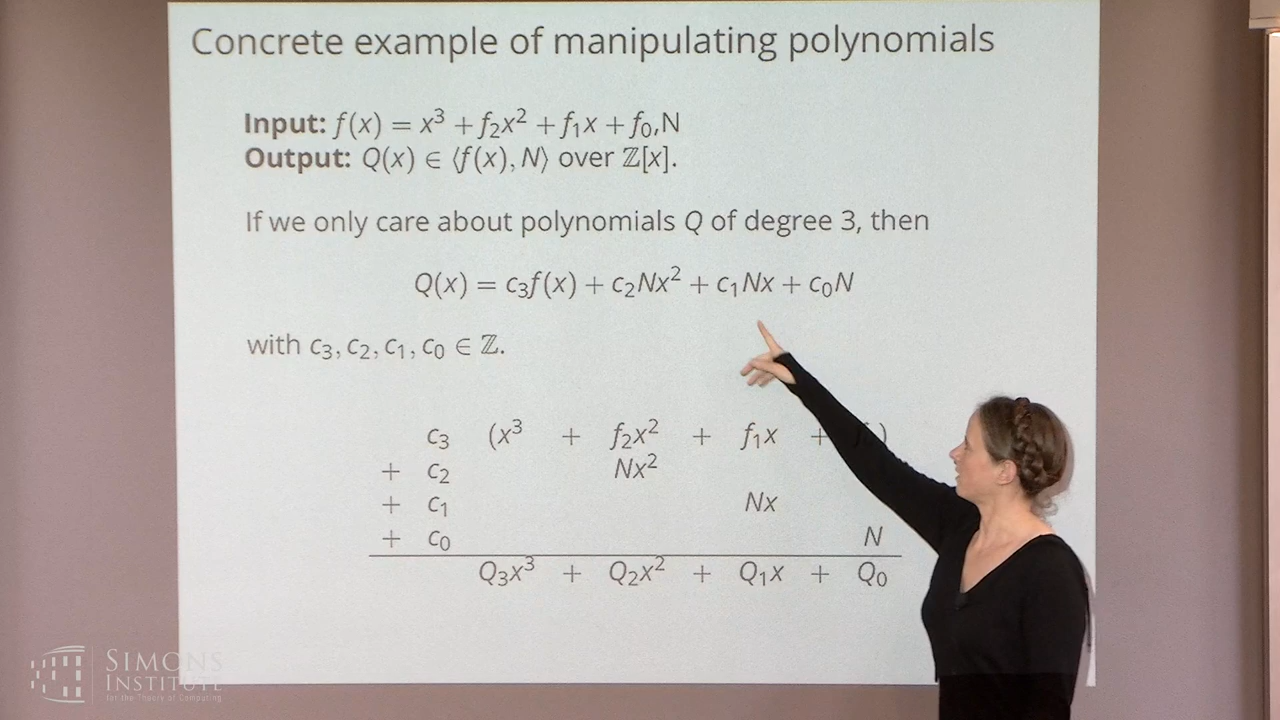 Concrete example of manipulating polynomials
Input: f(x) = x³ + f₂x² + f₁x + f₀,N
Output: Q(x) ∈ ⟨f(x), N⟩ over ℤ[x].
If we only care about polynomials Q of degree 3, then
Q(x) = c₃f(x) + c₂Nx² + c₁Nx + c₀N
with c₃, c₂, c₁, c₀ ∈ ℤ.
c₃ (x³ + f₂x² + f₁x + )
+ c₂ Nx²
+ c₁ Nx
+ c₀ N
Q₃x³ + Q₂x² + Q₁x + Q₀
SIMONS
INSTITUTE
for the Theory of Computing